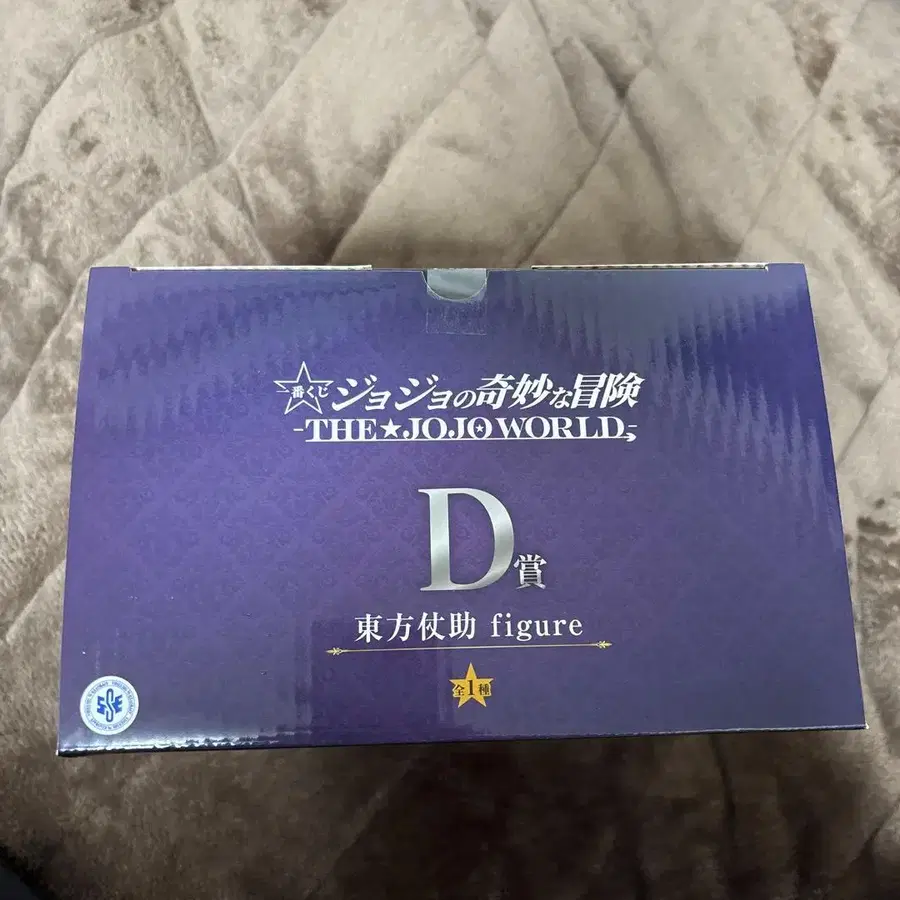 一番くじ ジョジョの奇妙な冒険
-THE★JOJO WORLD-
D賞
東方仗助 figure
全1種